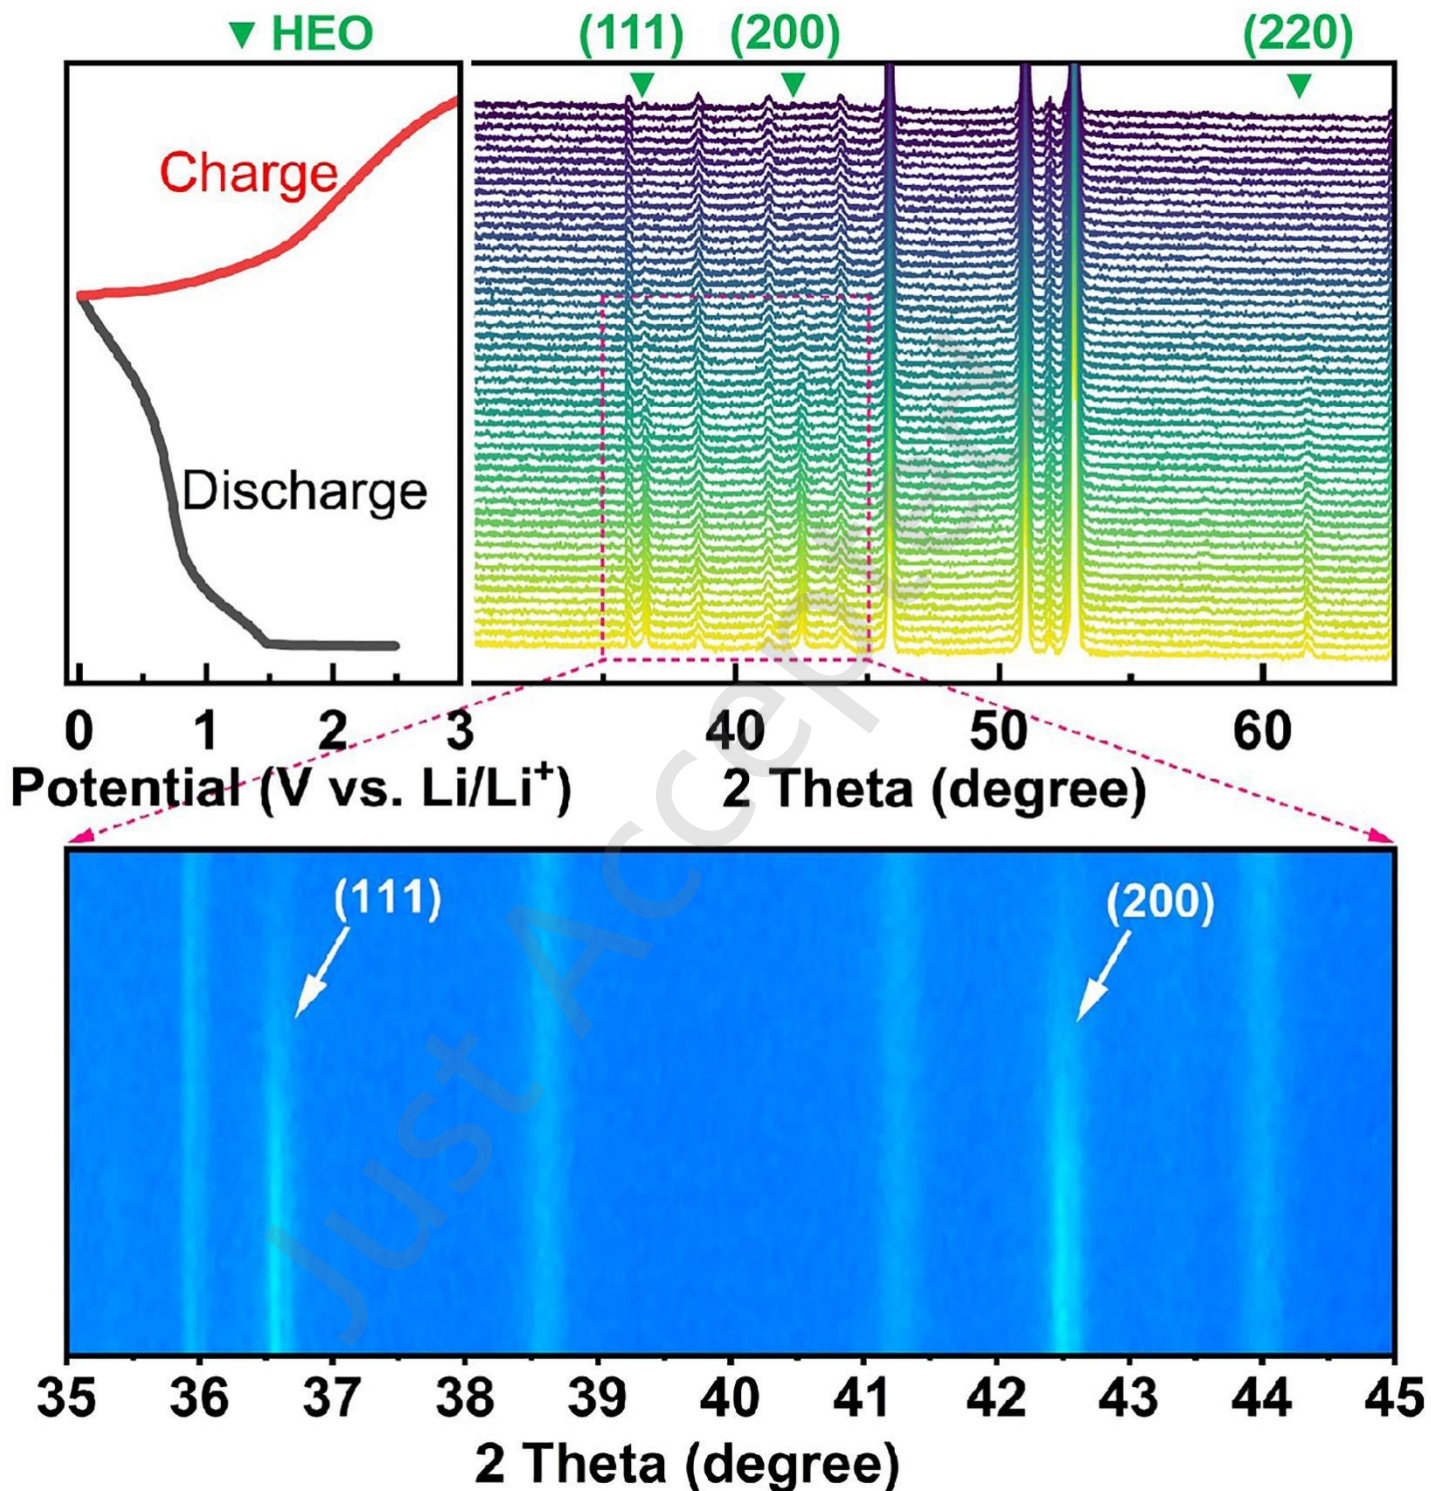 ▼ HEO (111) (200) (220)
Charge
Discharge
0 1 2 3 40 50 60
Potential (V vs. Li/Li⁺) 2 Theta (degree)
(111) (200)
35 36 37 38 39 40 41 42 43 44 45
2 Theta (degree)
Just Accepted